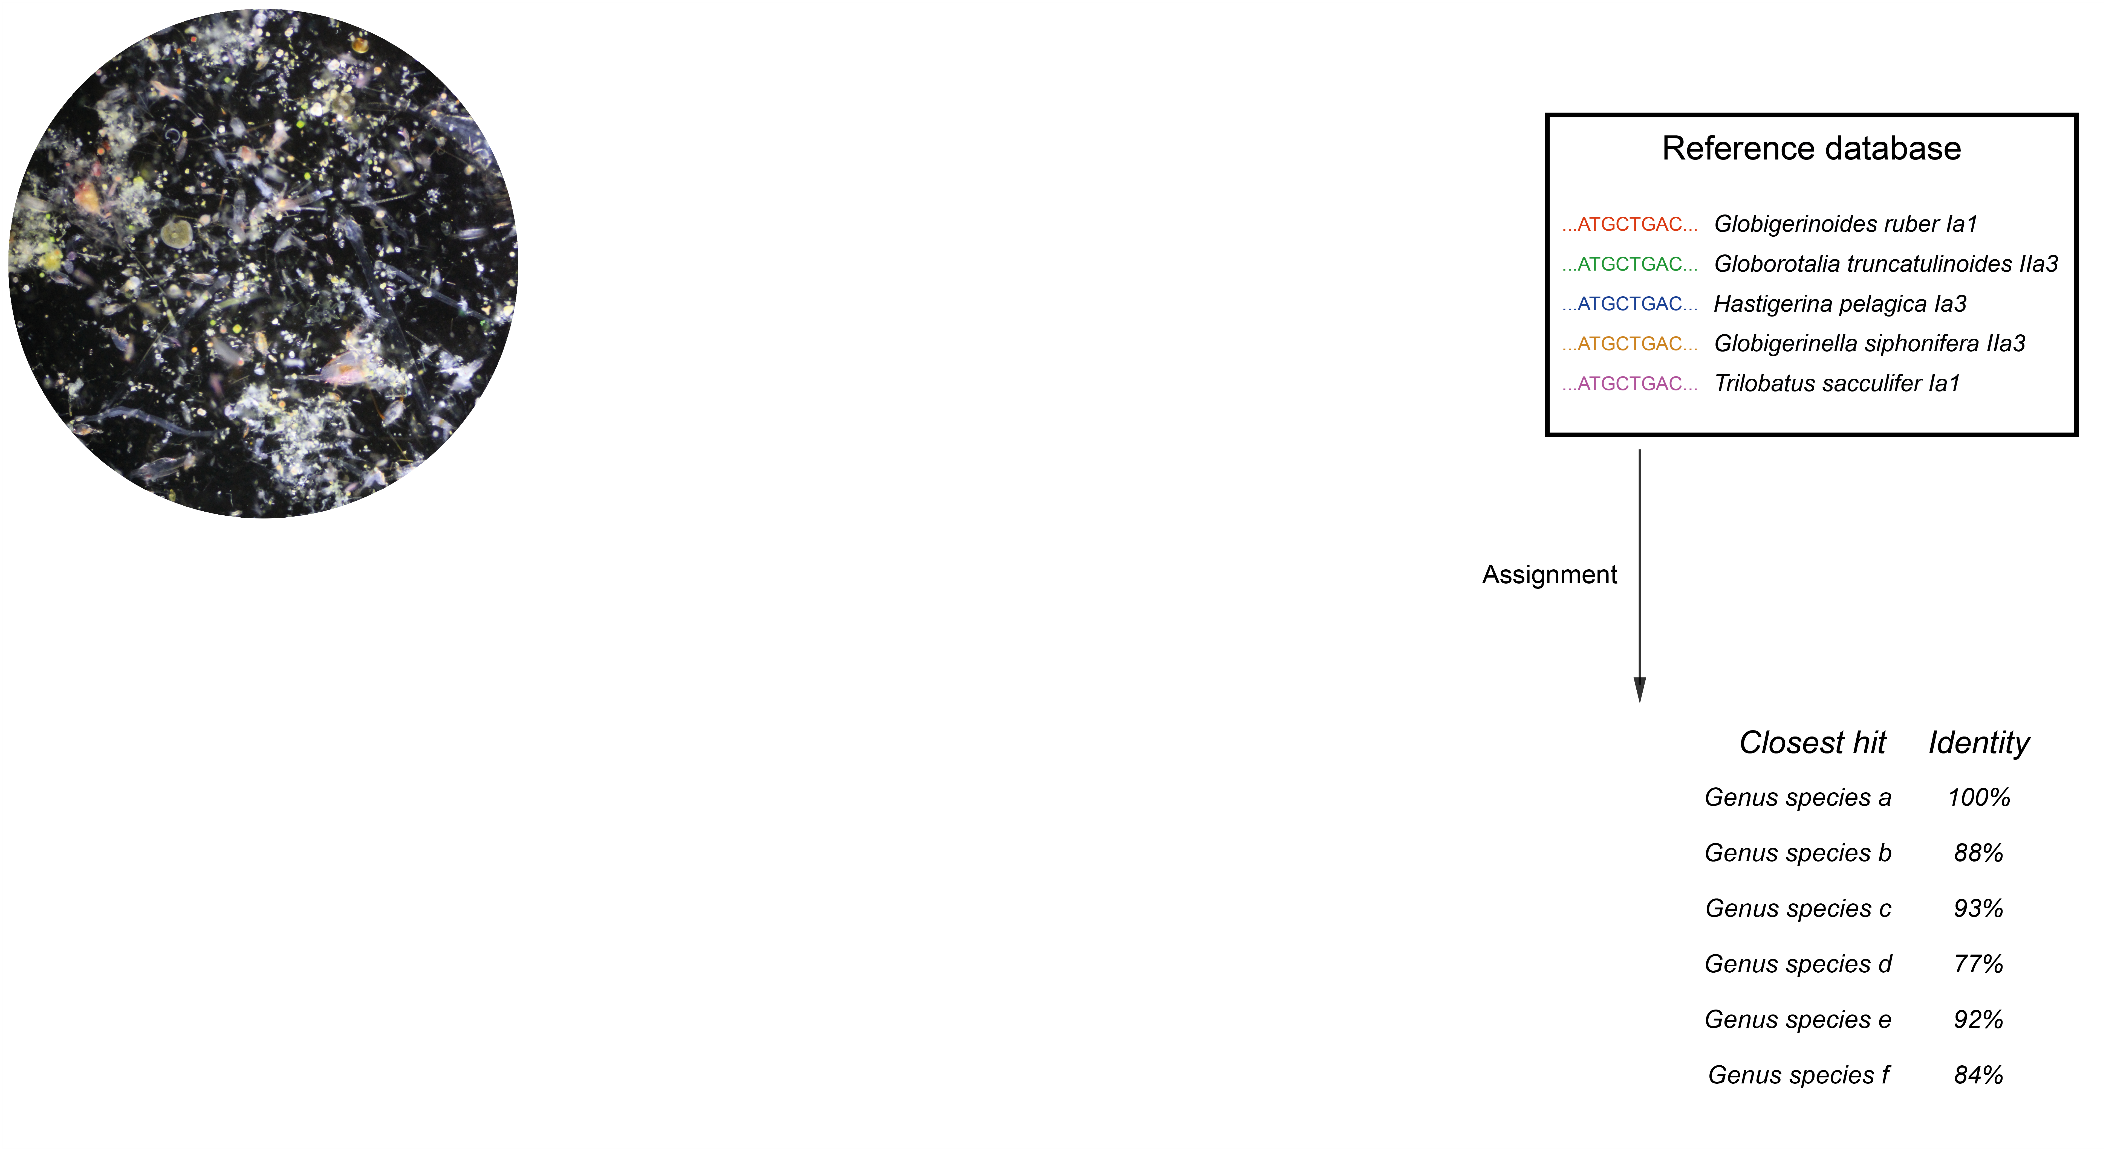 Reference database
...ATGCTGAC... Globigerinoides ruber Ia1
...ATGCTGAC... Globorotalia truncatulinoides IIa3
...ATGCTGAC... Hastigerina pelagica Ia3
...ATGCTGAC... Globigerinella siphonifera IIa3
...ATGCTGAC... Trilobatus sacculifer Ia1
Assignment
Closest hit Identity
Genus species a 100%
Genus species b 88%
Genus species c 93%
Genus species d 77%
Genus species e 92%
Genus species f 84%